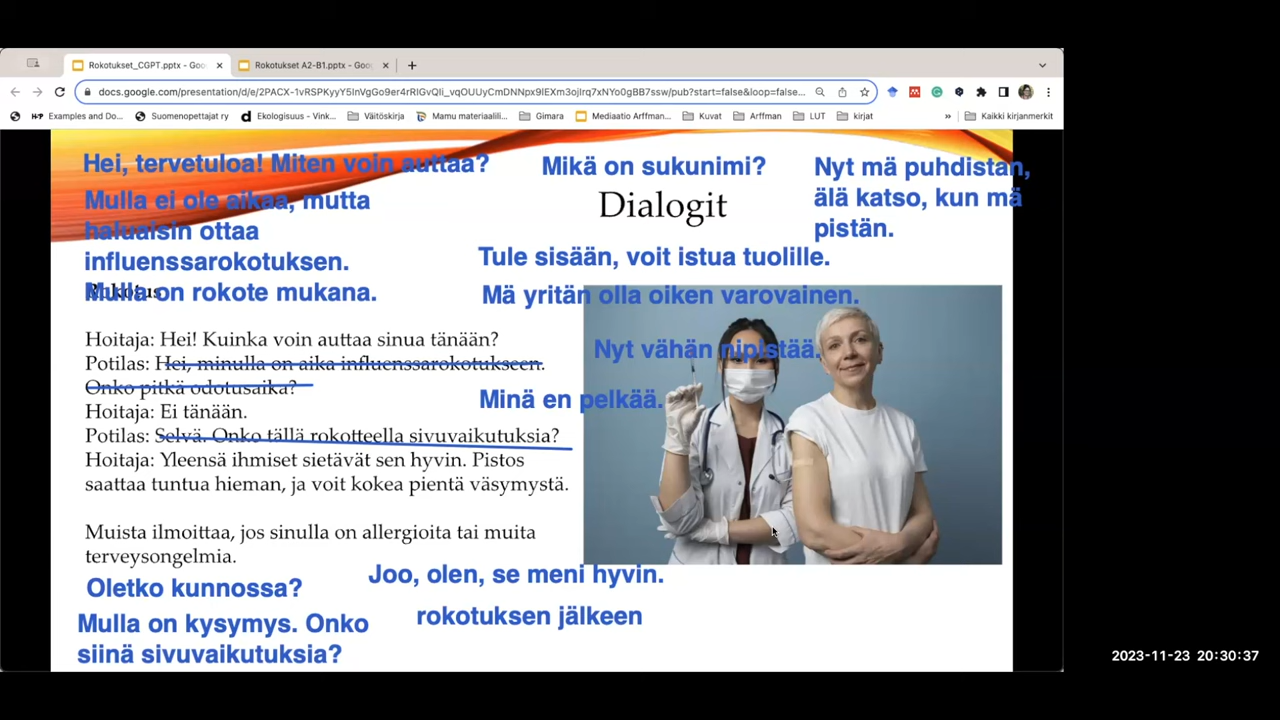 Rokotukset_CGPT.pptx - Goo
Rokotukset A2-B1.pptx - Goo
docs.google.com/presentation/d/e/2PACX-1vRSPKyyY5InVgGo9er4rRIGvQIi_vqOUUyCmDNNpx9lEXm3ojIrq7xNYo0gBB7ssw/pub?start=false&loop=false...
Examples and Do...
Suomenopettajat ry
Ekologisuus - Vink...
Väitöskirja
Mamu materiaalili...
Gimara
Mediaatio Arffman...
Kuvat
Arffman
LUT
kirjat
»
Kaikki kirjanmerkit
Hei, tervetuloa! Miten voin auttaa?
Mikä on sukunimi?
Nyt mä puhdistan,
älä katso, kun mä
pistän.
Mulla ei ole aikaa, mutta
haluaisin ottaa
influenssarokotuksen.
Mulla on rokote mukana.
Dialogit
Tule sisään, voit istua tuolille.
Mä yritän olla oiken varovainen.
Nyt vähän nipistää.
Minä en pelkää.
Hoitaja: Hei! Kuinka voin auttaa sinua tänään?
Potilas: Hei, minulla on aika influenssarokotukseen.
Onko pitkä odotusaika?
Hoitaja: Ei tänään.
Potilas: Selvä. Onko tällä rokotteella sivuvaikutuksia?
Hoitaja: Yleensä ihmiset sietävät sen hyvin. Pistos
saattaa tuntua hieman, ja voit kokea pientä väsymystä.
Muista ilmoittaa, jos sinulla on allergioita tai muita
terveysongelmia.
Oletko kunnossa?
Joo, olen, se meni hyvin.
Mulla on kysymys. Onko
siinä sivuvaikutuksia?
rokotuksen jälkeen
2023-11-23 20:30:37